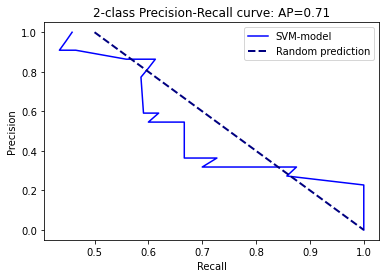 2-class Precision-Recall curve: AP=0.71
SVM-model
Random prediction
Precision
1.0
0.8
0.6
0.4
0.2
0.0
0.5
0.6
0.7
0.8
0.9
1.0
Recall